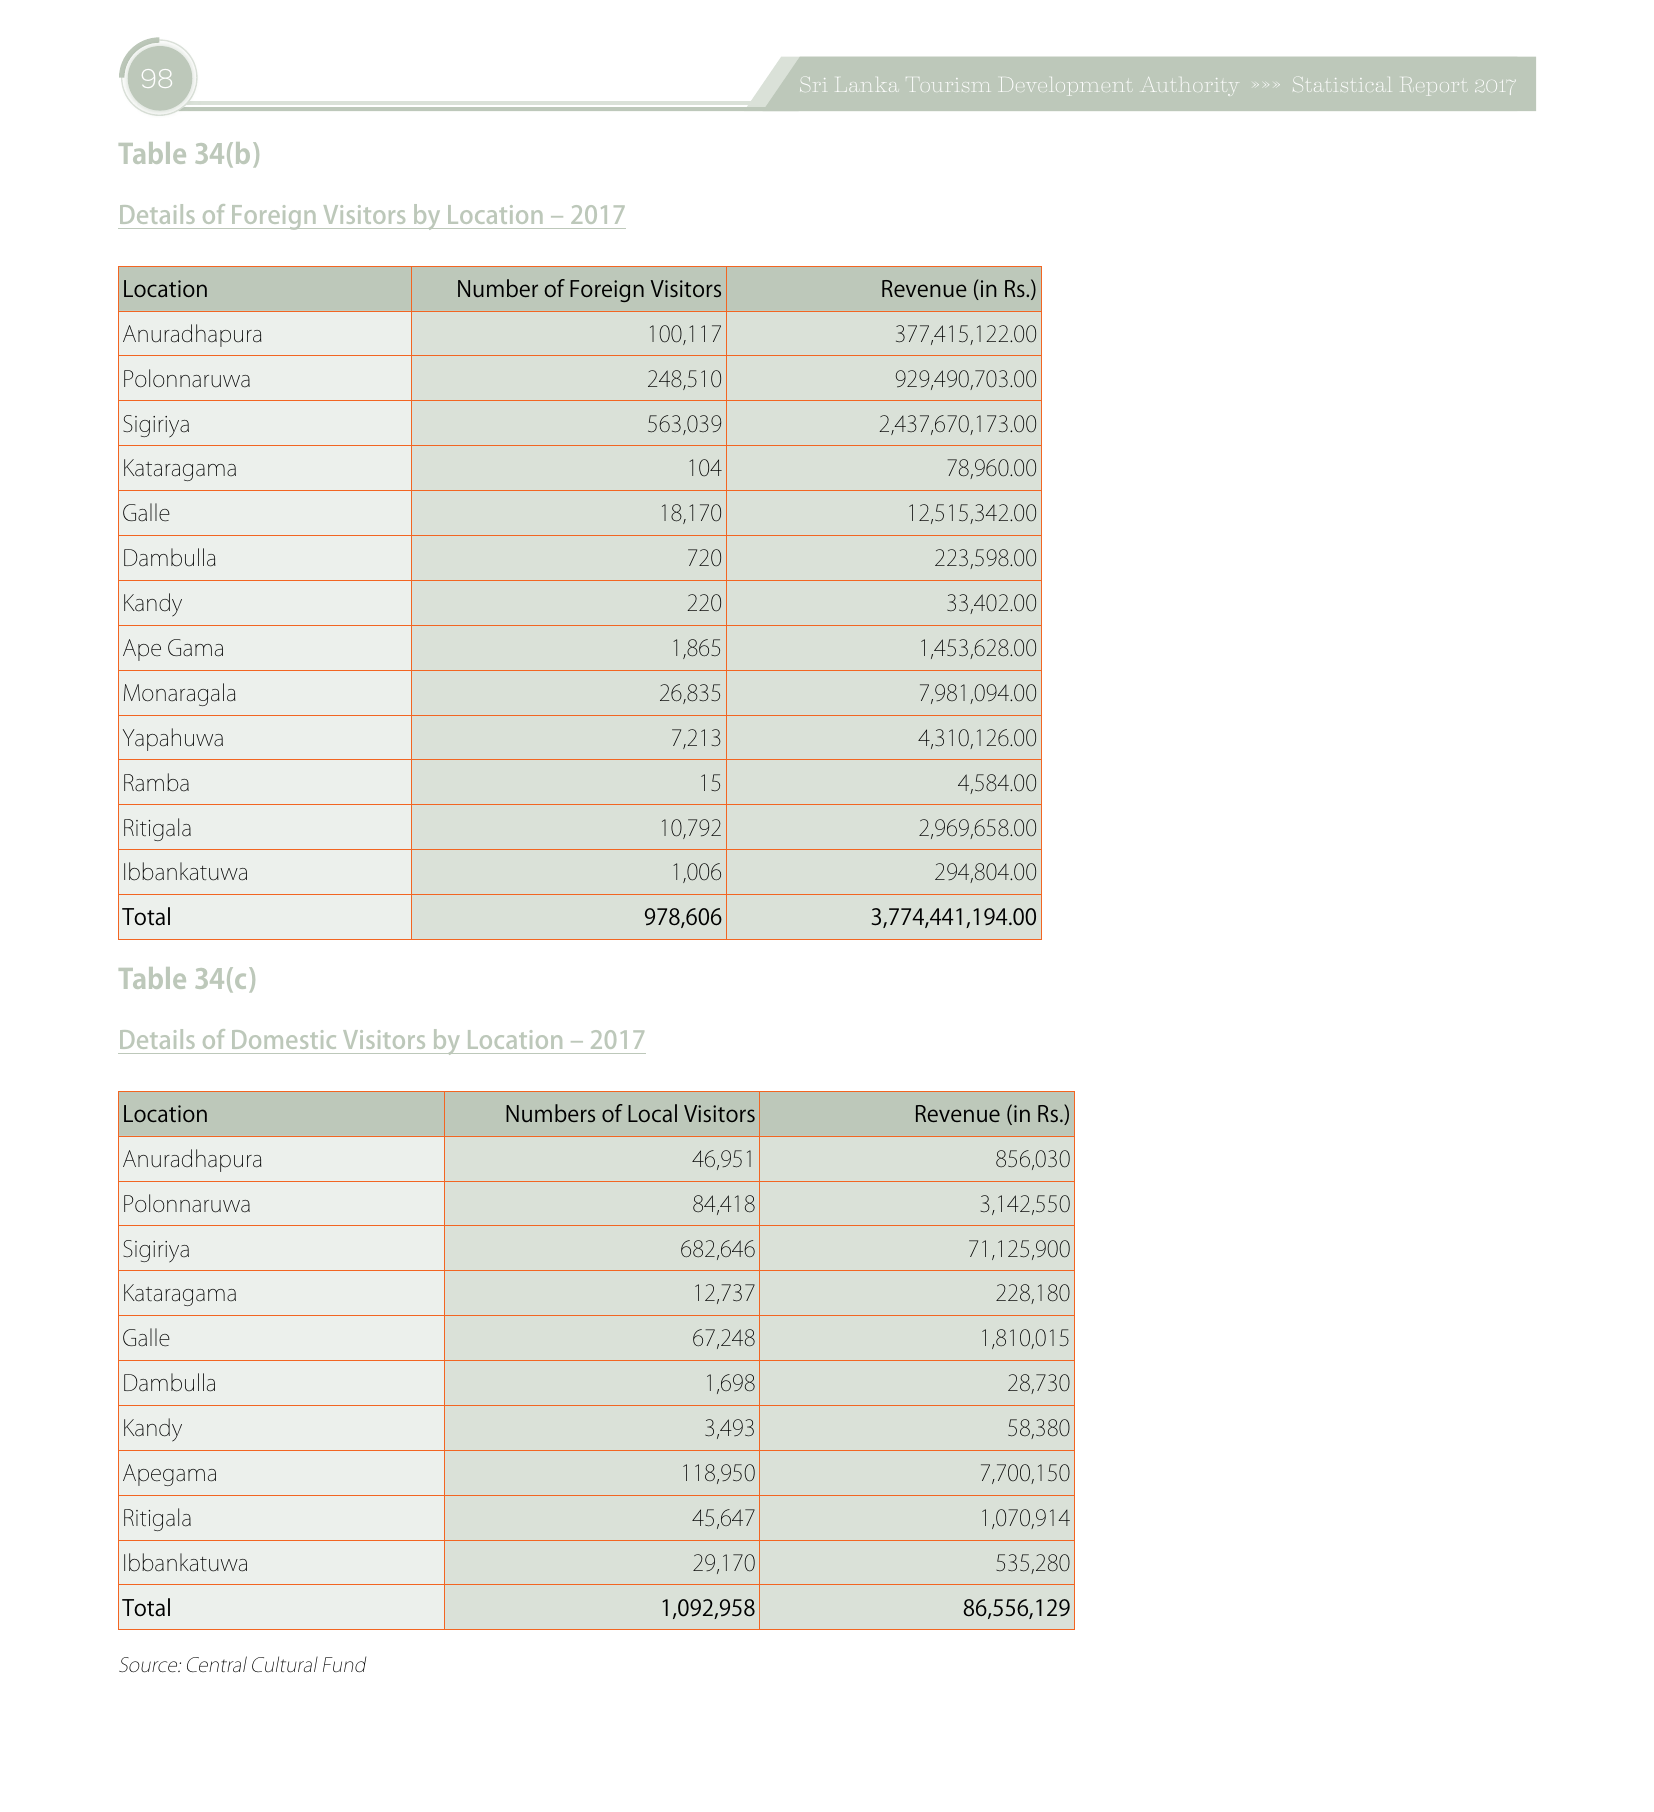 98
Sri Lanka Tourism Development Authority »»» Statistical Report 2017
Table 34(b)
Details of Foreign Visitors by Location – 2017
Location Number of Foreign Visitors Revenue (in Rs.)
Anuradhapura 100,117 377,415,122.00
Polonnaruwa 248,510 929,490,703.00
Sigiriya 563,039 2,437,670,173.00
Kataragama 104 78,960.00
Galle 18,170 12,515,342.00
Dambulla 720 223,598.00
Kandy 220 33,402.00
Ape Gama 1,865 1,453,628.00
Monaragala 26,835 7,981,094.00
Yapahuwa 7,213 4,310,126.00
Ramba 15 4,584.00
Ritigala 10,792 2,969,658.00
Ibbankatuwa 1,006 294,804.00
Total 978,606 3,774,441,194.00
Table 34(c)
Details of Domestic Visitors by Location – 2017
Location Numbers of Local Visitors Revenue (in Rs.)
Anuradhapura 46,951 856,030
Polonnaruwa 84,418 3,142,550
Sigiriya 682,646 71,125,900
Kataragama 12,737 228,180
Galle 67,248 1,810,015
Dambulla 1,698 28,730
Kandy 3,493 58,380
Apegama 118,950 7,700,150
Ritigala 45,647 1,070,914
Ibbankatuwa 29,170 535,280
Total 1,092,958 86,556,129
Source: Central Cultural Fund